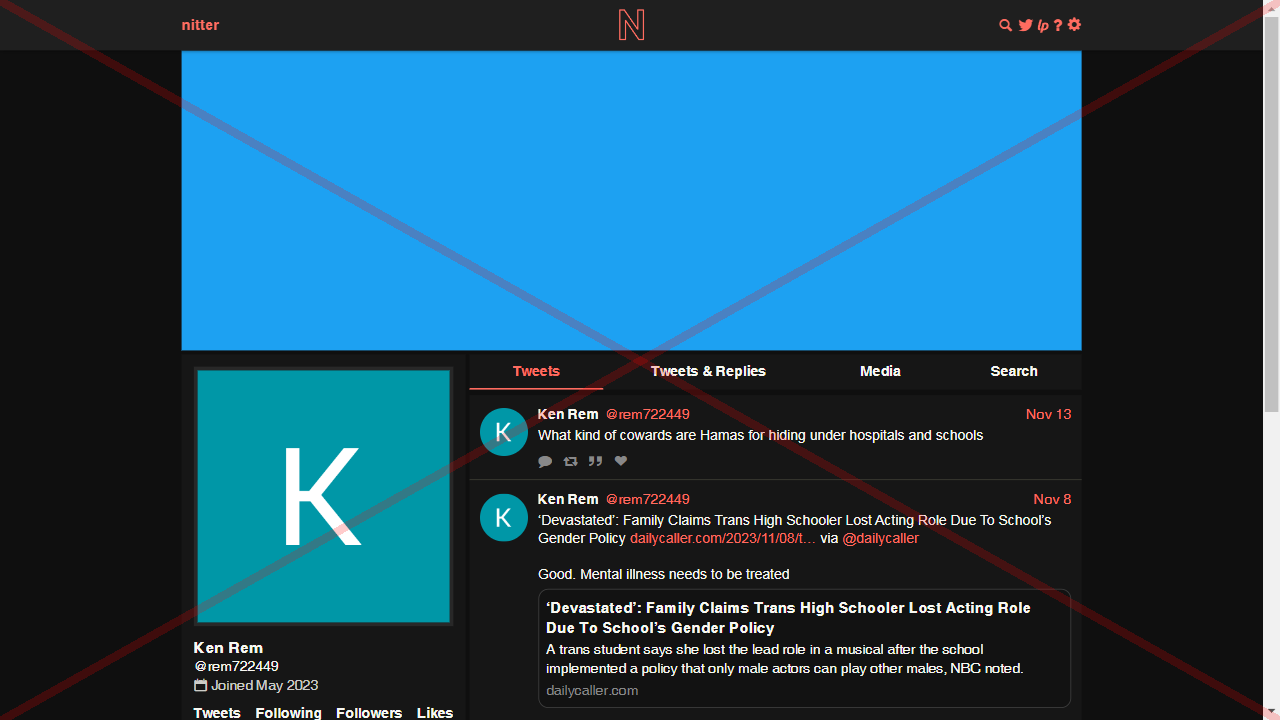 nitter
N
lp ?
Tweets
Tweets & Replies
Media
Search
K
Ken Rem
@rem722449
Joined May 2023
Tweets Following Followers Likes
K
Ken Rem @rem722449 Nov 13
What kind of cowards are Hamas for hiding under hospitals and schools
K
Ken Rem @rem722449 Nov 8
‘Devastated’: Family Claims Trans High Schooler Lost Acting Role Due To School’s
Gender Policy dailycaller.com/2023/11/08/t… via @dailycaller
Good. Mental illness needs to be treated
‘Devastated’: Family Claims Trans High Schooler Lost Acting Role
Due To School’s Gender Policy
A trans student says she lost the lead role in a musical after the school
implemented a policy that only male actors can play other males, NBC noted.
dailycaller.com